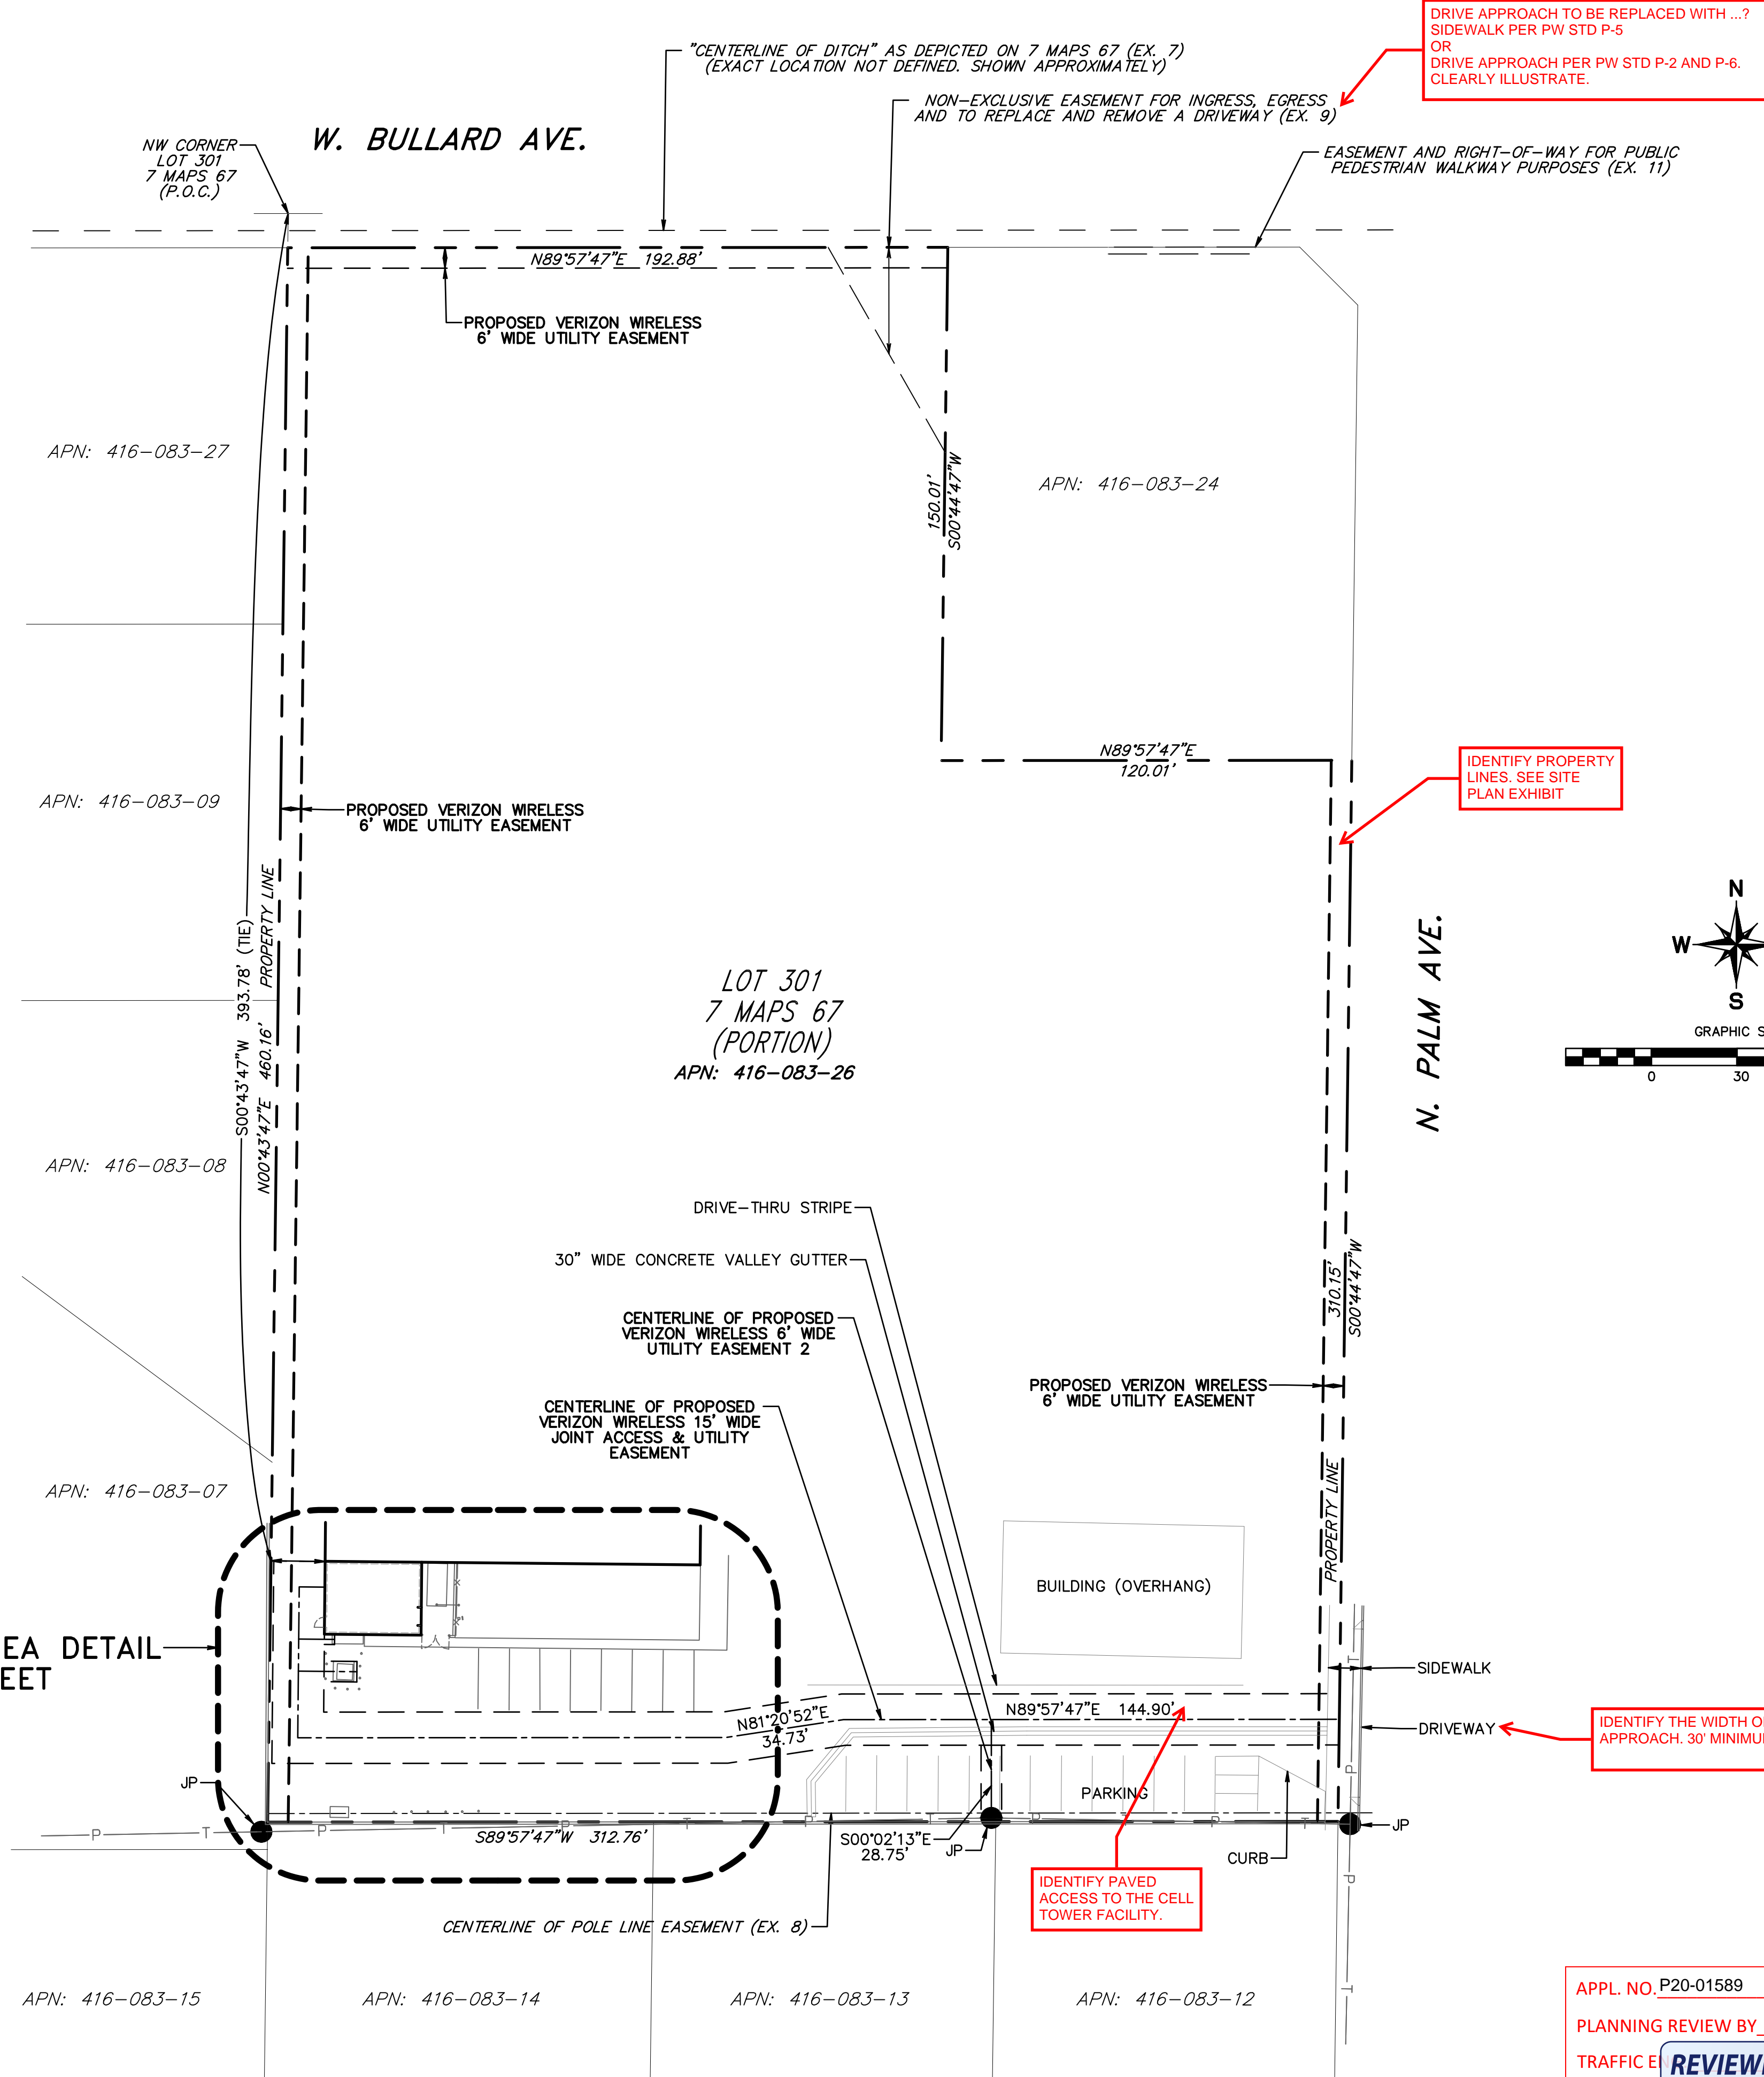 DRIVE APPROACH TO BE REPLACED WITH ...?
SIDEWALK PER PW STD P-5
OR
DRIVE APPROACH PER PW STD P-2 AND P-6.
CLEARLY ILLUSTRATE.
"CENTERLINE OF DITCH" AS DEPICTED ON 7 MAPS 67 (EX. 7)
(EXACT LOCATION NOT DEFINED. SHOWN APPROXIMATELY)
NON-EXCLUSIVE EASEMENT FOR INGRESS, EGRESS
AND TO REPLACE AND REMOVE A DRIVEWAY (EX. 9)
W. BULLARD AVE.
NW CORNER
LOT 301
7 MAPS 67
(P.O.C.)
EASEMENT AND RIGHT-OF-WAY FOR PUBLIC
PEDESTRIAN WALKWAY PURPOSES (EX. 11)
N89°57'47"E 192.88'
PROPOSED VERIZON WIRELESS
6' WIDE UTILITY EASEMENT
APN: 416-083-27
150.01'
S00°44'47"W
APN: 416-083-24
N89°57'47"E
120.01'
IDENTIFY PROPERTY
LINES. SEE SITE
PLAN EXHIBIT
APN: 416-083-09
PROPOSED VERIZON WIRELESS
6' WIDE UTILITY EASEMENT
S00°43'47"W 393.78' (TIE)
N00°43'47"E 460.16' PROPERTY LINE
LOT 301
7 MAPS 67
(PORTION)
APN: 416-083-26
N. PALM AVE.
N
W
S
GRAPHIC S
0 30
APN: 416-083-08
DRIVE-THRU STRIPE
30" WIDE CONCRETE VALLEY GUTTER
CENTERLINE OF PROPOSED
VERIZON WIRELESS 6' WIDE
UTILITY EASEMENT 2
310.15'
S00°44'47"W
PROPOSED VERIZON WIRELESS
6' WIDE UTILITY EASEMENT
CENTERLINE OF PROPOSED
VERIZON WIRELESS 15' WIDE
JOINT ACCESS & UTILITY
EASEMENT
APN: 416-083-07
PROPERTY LINE
BUILDING (OVERHANG)
EA DETAIL
EET
SIDEWALK
N89°57'47"E 144.90'
N81°20'52"E
34.73'
DRIVEWAY
IDENTIFY THE WIDTH O
APPROACH. 30' MINIMU
JP
PARKING
P T P T P T P T P T P T
T P P T
S89°57'47"W 312.76'
S00°02'13"E
28.75'
JP
CURB
JP
IDENTIFY PAVED
ACCESS TO THE CELL
TOWER FACILITY.
CENTERLINE OF POLE LINE EASEMENT (EX. 8)
APN: 416-083-15
APN: 416-083-14
APN: 416-083-13
APN: 416-083-12
APPL. NO. P20-01589
PLANNING REVIEW BY
TRAFFIC EN
REVIEW